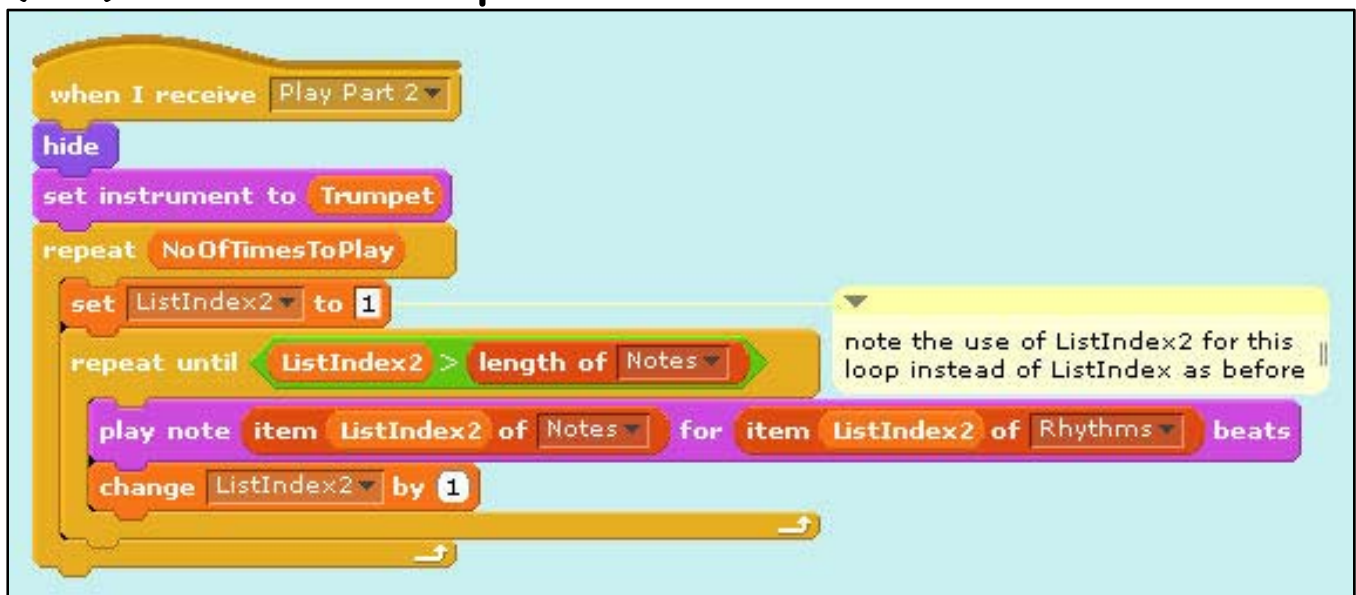 when I receive Play Part 2
hide
set instrument to Trumpet
repeat NoOfTimesToPlay
set ListIndex2 to 1
repeat until ListIndex2 > length of Notes
note the use of ListIndex2 for this
loop instead of ListIndex as before
play note item ListIndex2 of Notes for item ListIndex2 of Rhythms beats
change ListIndex2 by 1